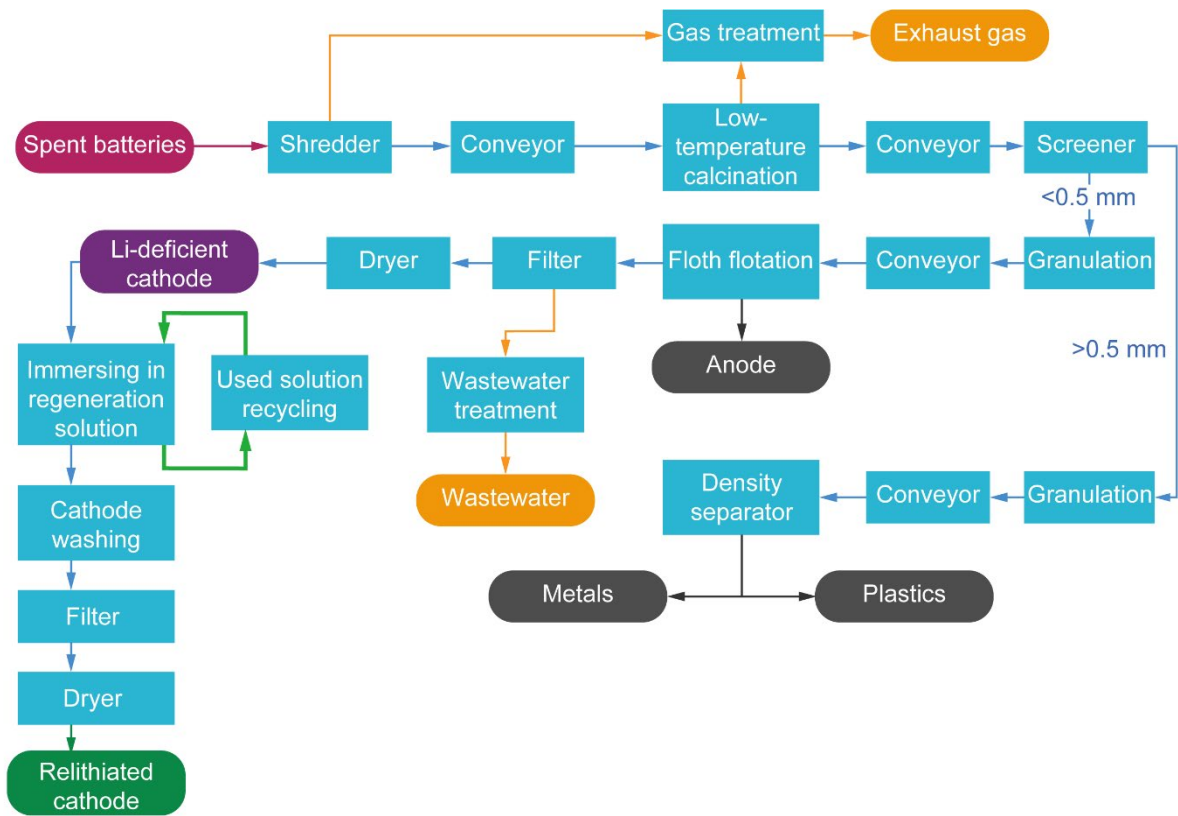 Gas treatment
Exhaust gas
Spent batteries
Shredder
Conveyor
Low-
temperature
calcination
Conveyor
Screener
<0.5 mm
Li-deficient
cathode
Dryer
Filter
Floth flotation
Conveyor
Granulation
>0.5 mm
Immersing in
regeneration
solution
Used solution
recycling
Wastewater
treatment
Anode
Wastewater
Density
separator
Conveyor
Granulation
Cathode
washing
Metals
Plastics
Filter
Dryer
Relithiated
cathode